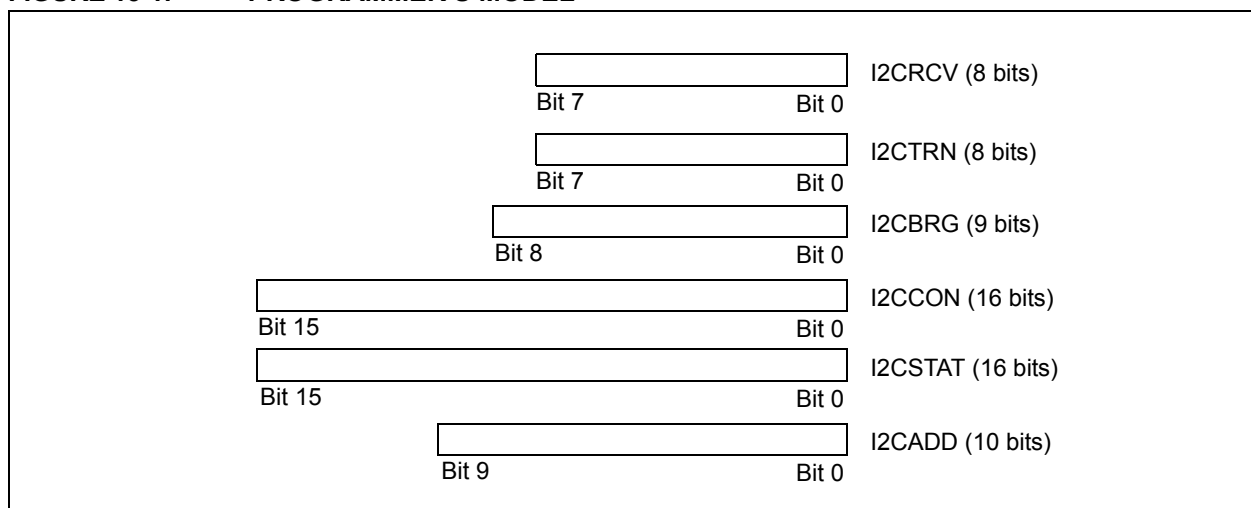 I2CRCV (8 bits)
Bit 7 Bit 0
I2CTRN (8 bits)
Bit 7 Bit 0
I2CBRG (9 bits)
Bit 8 Bit 0
I2CCON (16 bits)
Bit 15 Bit 0
I2CSTAT (16 bits)
Bit 15 Bit 0
I2CADD (10 bits)
Bit 9 Bit 0